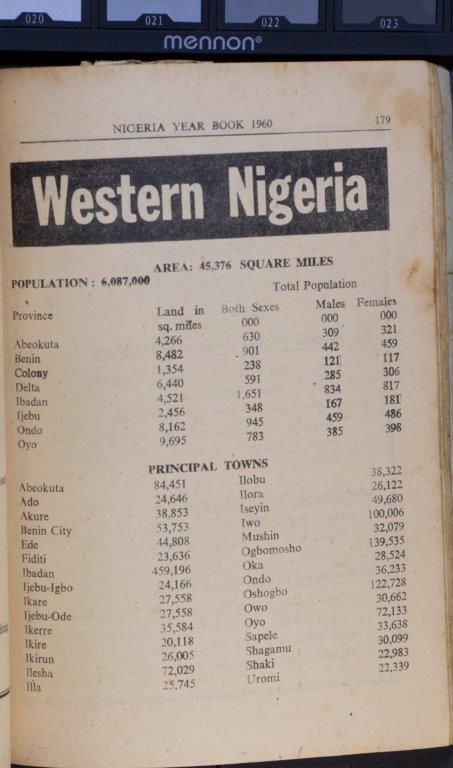 020 021 022 023
mennon®
NIGERIA YEAR BOOK 1960 179
Western Nigeria
AREA: 45,376 SQUARE MILES
POPULATION : 6,087,000
Total Population
Province Land in Both Sexes Males Females
sq. miles 000 000 000
Abeokuta 4,266 630 309 321
Benin 8,482 901 442 459
Colony 1,354 238 121 117
Delta 6,440 591 285 306
Ibadan 4,521 1,651 834 817
Ijebu 2,456 348 167 181
Ondo 8,162 945 459 486
Oyo 9,695 783 385 398
PRINCIPAL TOWNS
Abeokuta 84,451 Ilobu 38,322
Ado 24,646 Ilora 26,122
Akure 38,853 Iseyin 49,680
Benin City 53,753 Iwo 100,006
Ede 44,808 Mushin 32,079
Fiditi 23,636 Ogbomosho 139,535
Ibadan 459,196 Oka 28,524
Ijebu-Igbo 24,166 Ondo 36,233
Ikare 27,558 Oshogbo 122,728
Ijebu-Ode 27,558 Owo 30,662
Ikerre 35,584 Oyo 72,133
Ikire 20,118 Sapele 33,638
Ikirun 26,005 Shagamu 30,099
Ilesha 72,029 Shaki 22,983
Illa 25,745 Uromi 22,339